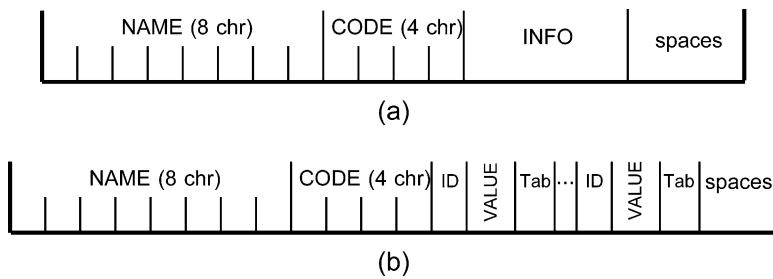 NAME (8 chr) CODE (4 chr) INFO spaces
(a)
NAME (8 chr) CODE (4 chr) ID VALUE Tab ... ID VALUE Tab spaces
(b)